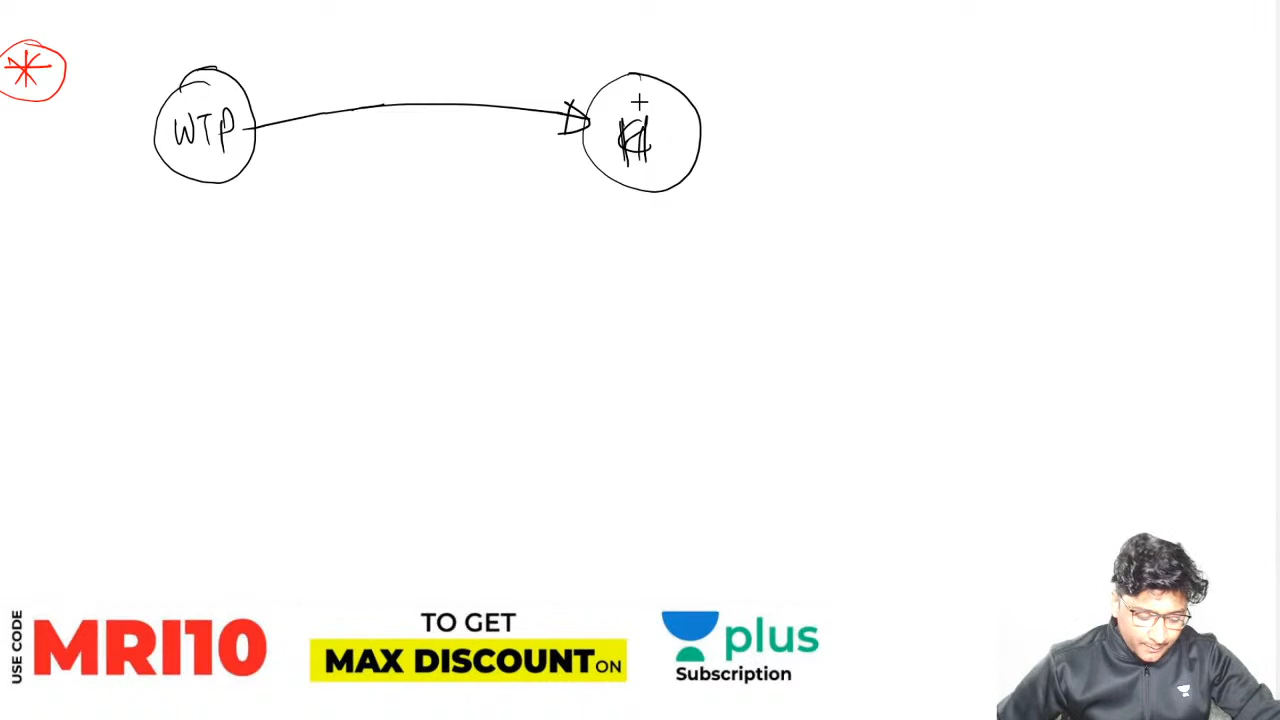 WTP
+
USE CODE
MRI10
TO GET
MAX DISCOUNT ON
plus
Subscription